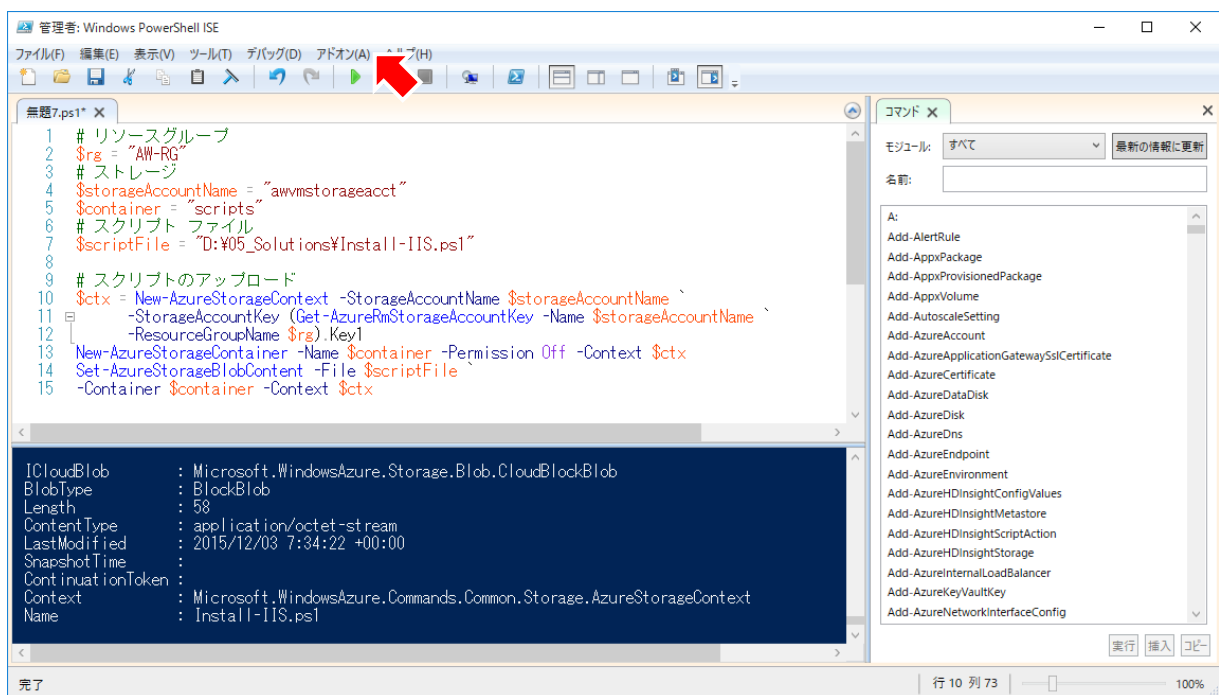 管理者: Windows PowerShell ISE
ファイル(F) 編集(E) 表示(V) ツール(T) デバッグ(D) アドオン(A) ヘルプ(H)
無題7.ps1* X
1 # リソースグループ
2 $rg = "AW-RG"
3 # ストレージ
4 $storageAccountName = "awvmstorageacct"
5 $container = "scripts"
6 # スクリプト ファイル
7 $scriptFile = "D:¥05_Solutions¥Install-IIS.ps1"
8
9 # スクリプトのアップロード
10 $ctx = New-AzureStorageContext -StorageAccountName $storageAccountName `
11 -StorageAccountKey (Get-AzureRmStorageAccountKey -Name $storageAccountName `
12 -ResourceGroupName $rg).Key1
13 New-AzureStorageContainer -Name $container -Permission Off -Context $ctx
14 Set-AzureStorageBlobContent -File $scriptFile `
15 -Container $container -Context $ctx
ICloudBlob : Microsoft.WindowsAzure.Storage.Blob.CloudBlockBlob
BlobType : BlockBlob
Length : 58
ContentType : application/octet-stream
LastModified : 2015/12/03 7:34:22 +00:00
SnapshotTime :
ContinuationToken :
Context : Microsoft.WindowsAzure.Commands.Common.Storage.AzureStorageContext
Name : Install-IIS.ps1
コマンド X
モジュール: すべて 最新の情報に更新
名前:
A:
Add-AlertRule
Add-AppxPackage
Add-AppxProvisionedPackage
Add-AppxVolume
Add-AutoscaleSetting
Add-AzureAccount
Add-AzureApplicationGatewaySslCertificate
Add-AzureCertificate
Add-AzureDataDisk
Add-AzureDisk
Add-AzureDns
Add-AzureEndpoint
Add-AzureEnvironment
Add-AzureHDInsightConfigValues
Add-AzureHDInsightMetastore
Add-AzureHDInsightScriptAction
Add-AzureHDInsightStorage
Add-AzureInternalLoadBalancer
Add-AzureKeyVaultKey
Add-AzureNetworkInterfaceConfig
実行 挿入 コピー
完了 行 10 列 73 100%